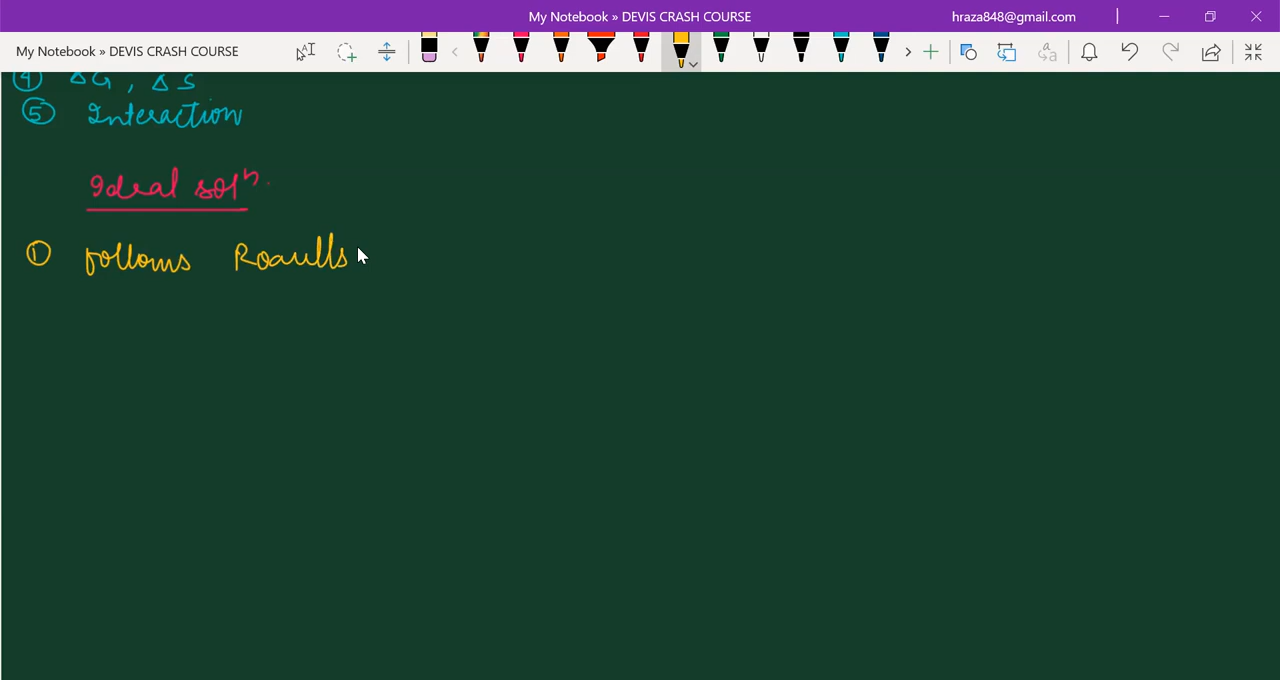 My Notebook » DEVIS CRASH COURSE
hraza848@gmail.com
My Notebook » DEVIS CRASH COURSE
④ ΔG, ΔS
⑤ Interaction
Ideal solⁿ.
① follows Roaults